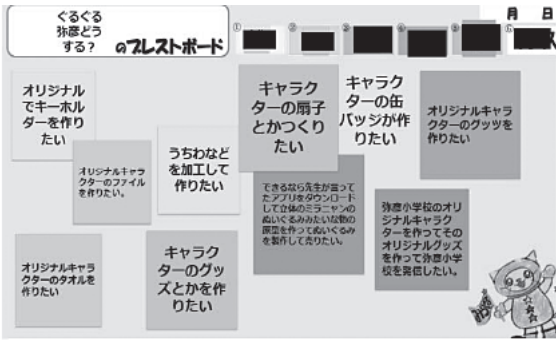 ぐるぐる
弥彦どう
する?
のブレストボード
月 日
① ② ③ ④ ⑤ ⑥
オリジナル
でキーホル
ダーを作り
たい
オリジナルキャラ
クターのファイル
を作りたい。
オリジナルキャラ
クターのタオルを
作りたい
うちわなど
を加工して
作りたい
キャラク
ターのグッ
ズとかを作
りたい
キャラク
ターの扇子
とかつくり
たい
できるなら先生が言って
たアプリをダウンロード
して立体のミラニャンの
ぬいぐるみみたいな物の
原型を作ってぬいぐるみ
を製作して売りたい。
キャラク
ターの缶
バッジが作
りたい
オリジナルキャラ
クターのグッツを
作りたい
弥彦小学校のオリ
ジナルキャラク
ターを作ってその
オリジナルグッズ
を作って弥彦小学
校を発信したい。